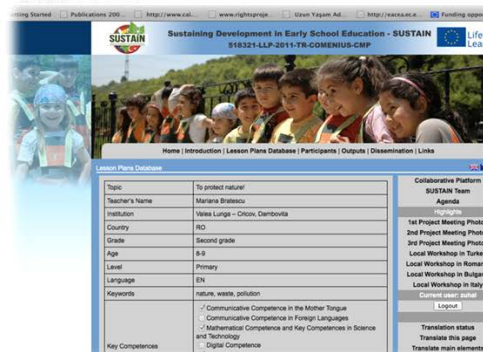 Getting Started Publications 200... http://www.cai... www.rightsproje... Uzun Yaşam Ad... http://eacea.ec.e... Funding oppor
SUSTAIN
Sustaining Development in Early School Education - SUSTAIN
518321-LLP-2011-TR-COMENIUS-CMP
Life
Lea
Home | Introduction | Lesson Plans Database | Participants | Outputs | Dissemination | Links
Lesson Plans Database
Topic To protect nature!
Teacher's Name Mariana Bratescu
Institution Valea Lunga – Cricov, Dambovita
Country RO
Grade Second grade
Age 8-9
Level Primary
Language EN
Keywords nature, waste, pollution
Key Competences
Communicative Competence in the Mother Tongue
Communicative Competence in Foreign Languages
Mathematical Competence and Key Competences in Science
and Technology
Digital Competence
Collaborative Platform
SUSTAIN Team
Agenda
Highlights
1st Project Meeting Photo
2nd Project Meeting Photo
3rd Project Meeting Photo
Local Workshop in Turke
Local Workshop in Roman
Local Workshop in Bulgar
Local Workshop in Italy
Current user: zuhal
Logout
Translation status
Translate this page
Translate main elements